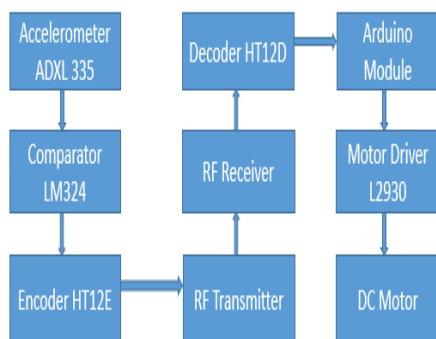 Accelerometer
ADXL 335
Comparator
LM324
Encoder HT12E
RF Transmitter
RF Receiver
Decoder HT12D
Arduino
Module
Motor Driver
L2930
DC Motor